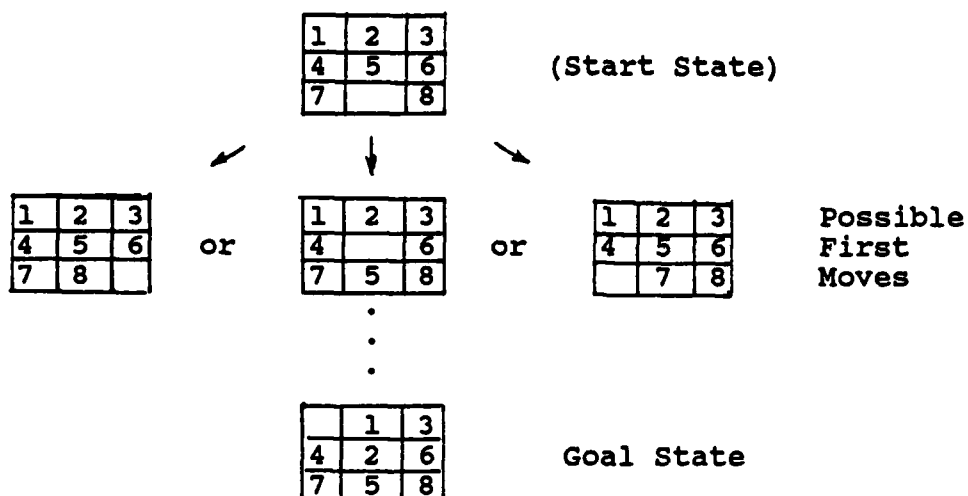 1 2 3
4 5 6 (Start State)
7 8
1 2 3 1 2 3 1 2 3 Possible
4 5 6 or 4 6 or 4 5 6 First
7 8 7 5 8 7 8 Moves
1 3
4 2 6 Goal State
7 5 8